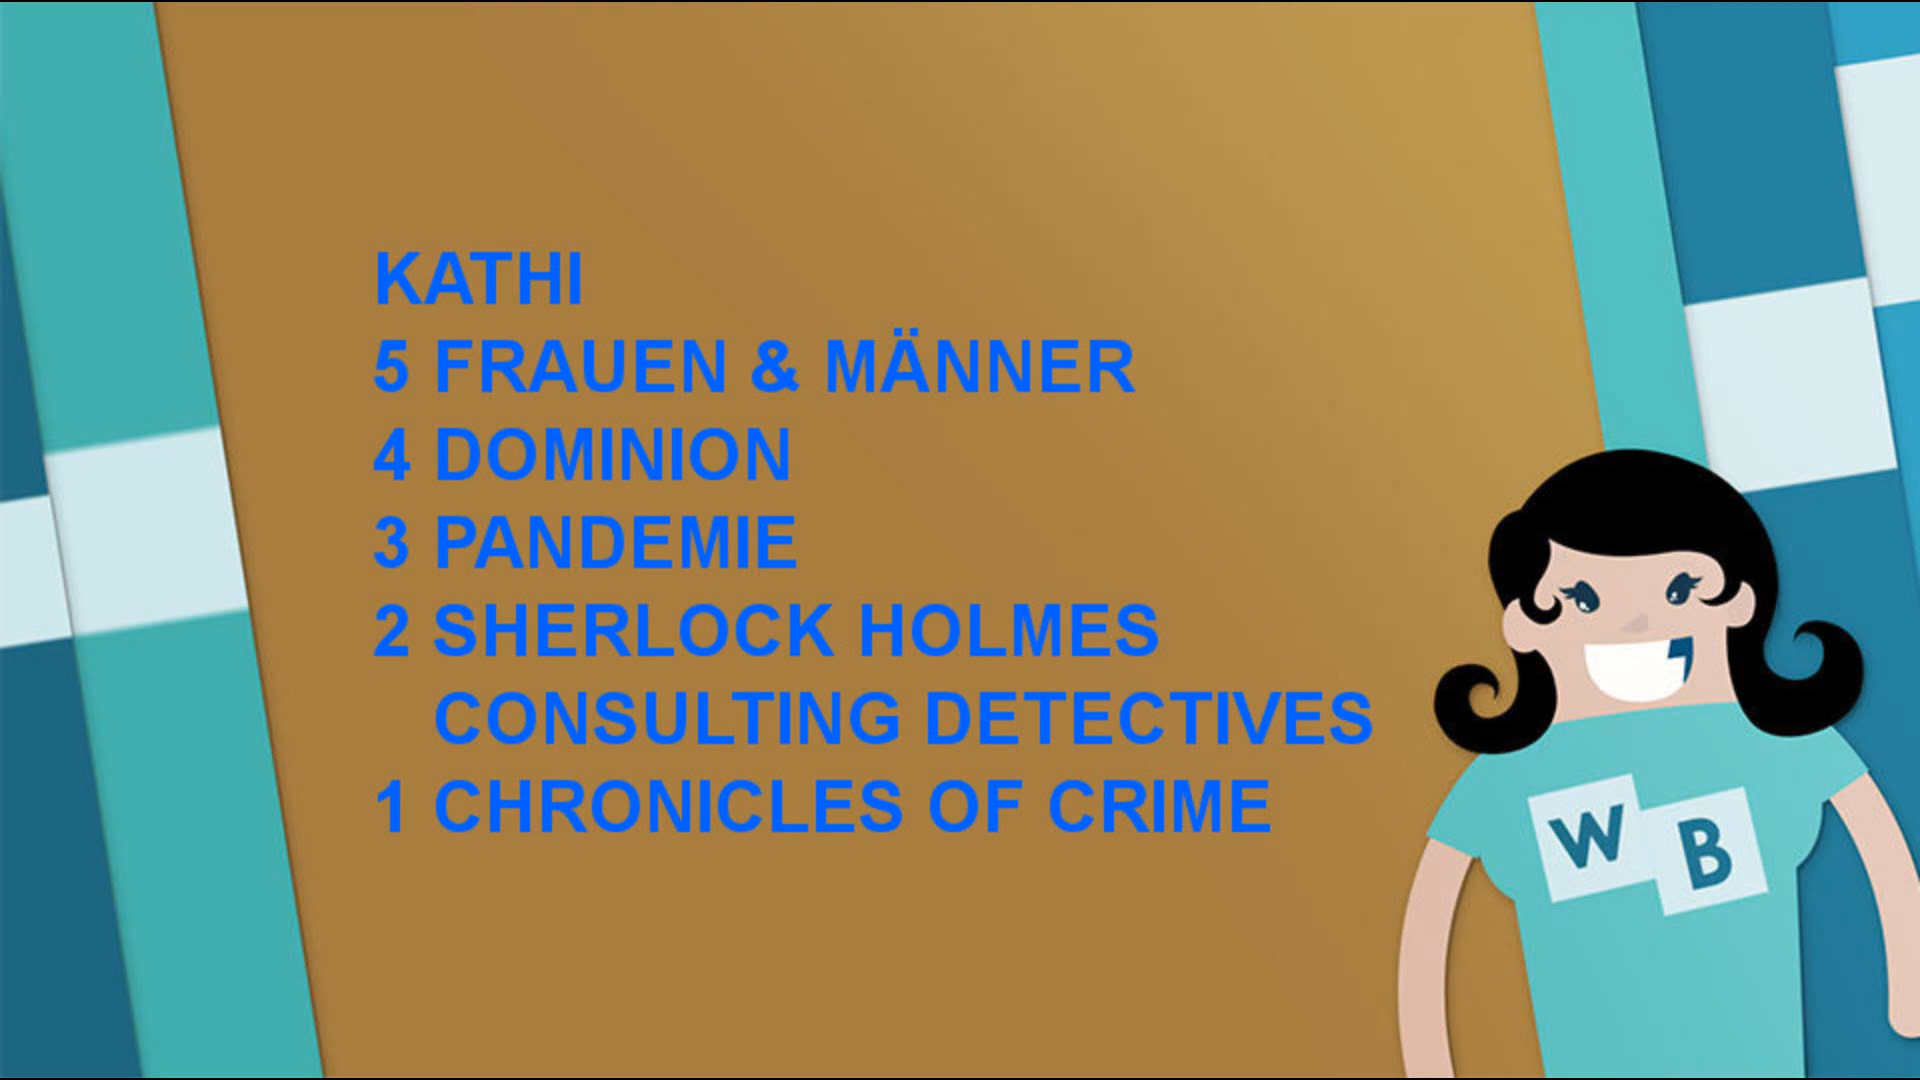 KATHI
5 FRAUEN & MÄNNER
4 DOMINION
3 PANDEMIE
2 SHERLOCK HOLMES
CONSULTING DETECTIVES
1 CHRONICLES OF CRIME
W B